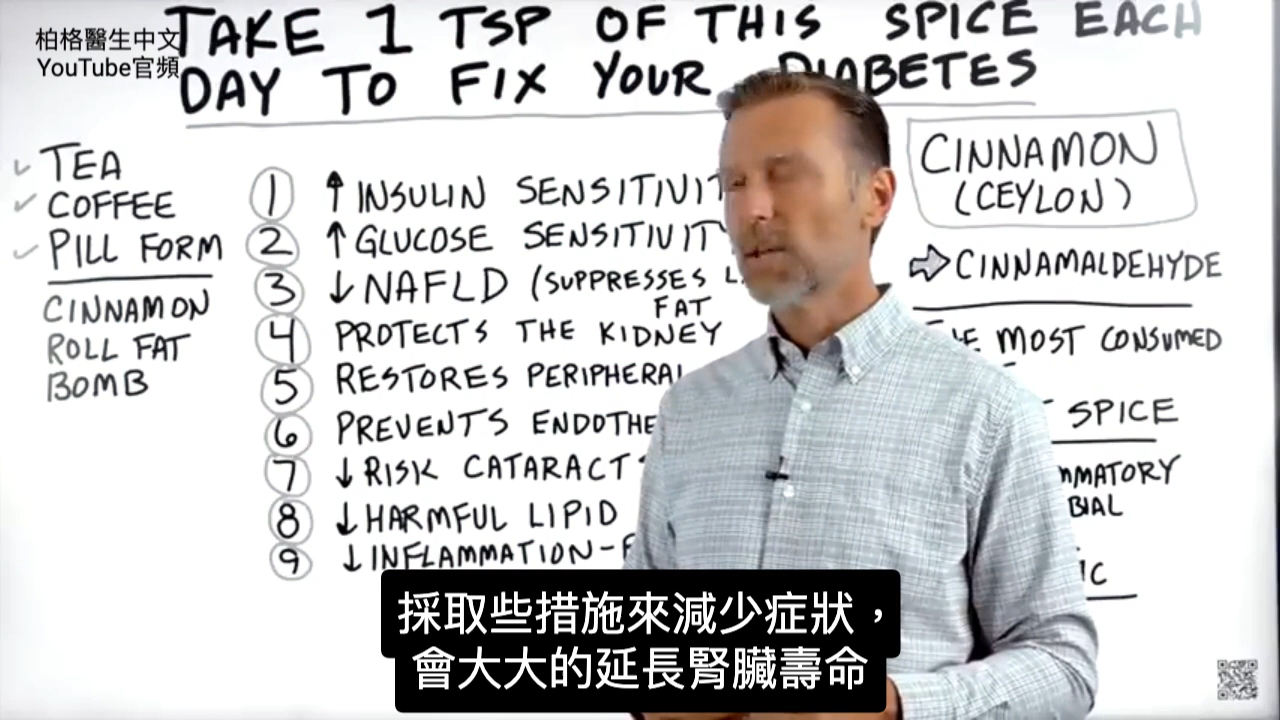 TAKE 1 TSP OF THIS SPICE EACH
DAY TO FIX YOUR DIABETES
柏格醫生中文
YouTube官頻
TEA
COFFEE
PILL FORM
CINNAMON
ROLL FAT
BOMB
1 ↑ INSULIN SENSITIVIT
2 ↑ GLUCOSE SENSITIVIT
3 ↓ NAFLD (SUPPRESSES L
FAT
4 PROTECTS THE KIDNEY
5 RESTORES PERIPHERAL
6 PREVENTS ENDOTHE
7 ↓ RISK CATARACTS
8 ↓ HARMFUL LIPID
9 ↓ INFLAMMATION-
CINNAMON
(CEYLON)
⇨ CINNAMALDEHYDE
MOST CONSUMED
SPICE
MMATORY
BIAL
IC
採取些措施來減少症狀，
會大大的延長腎臟壽命